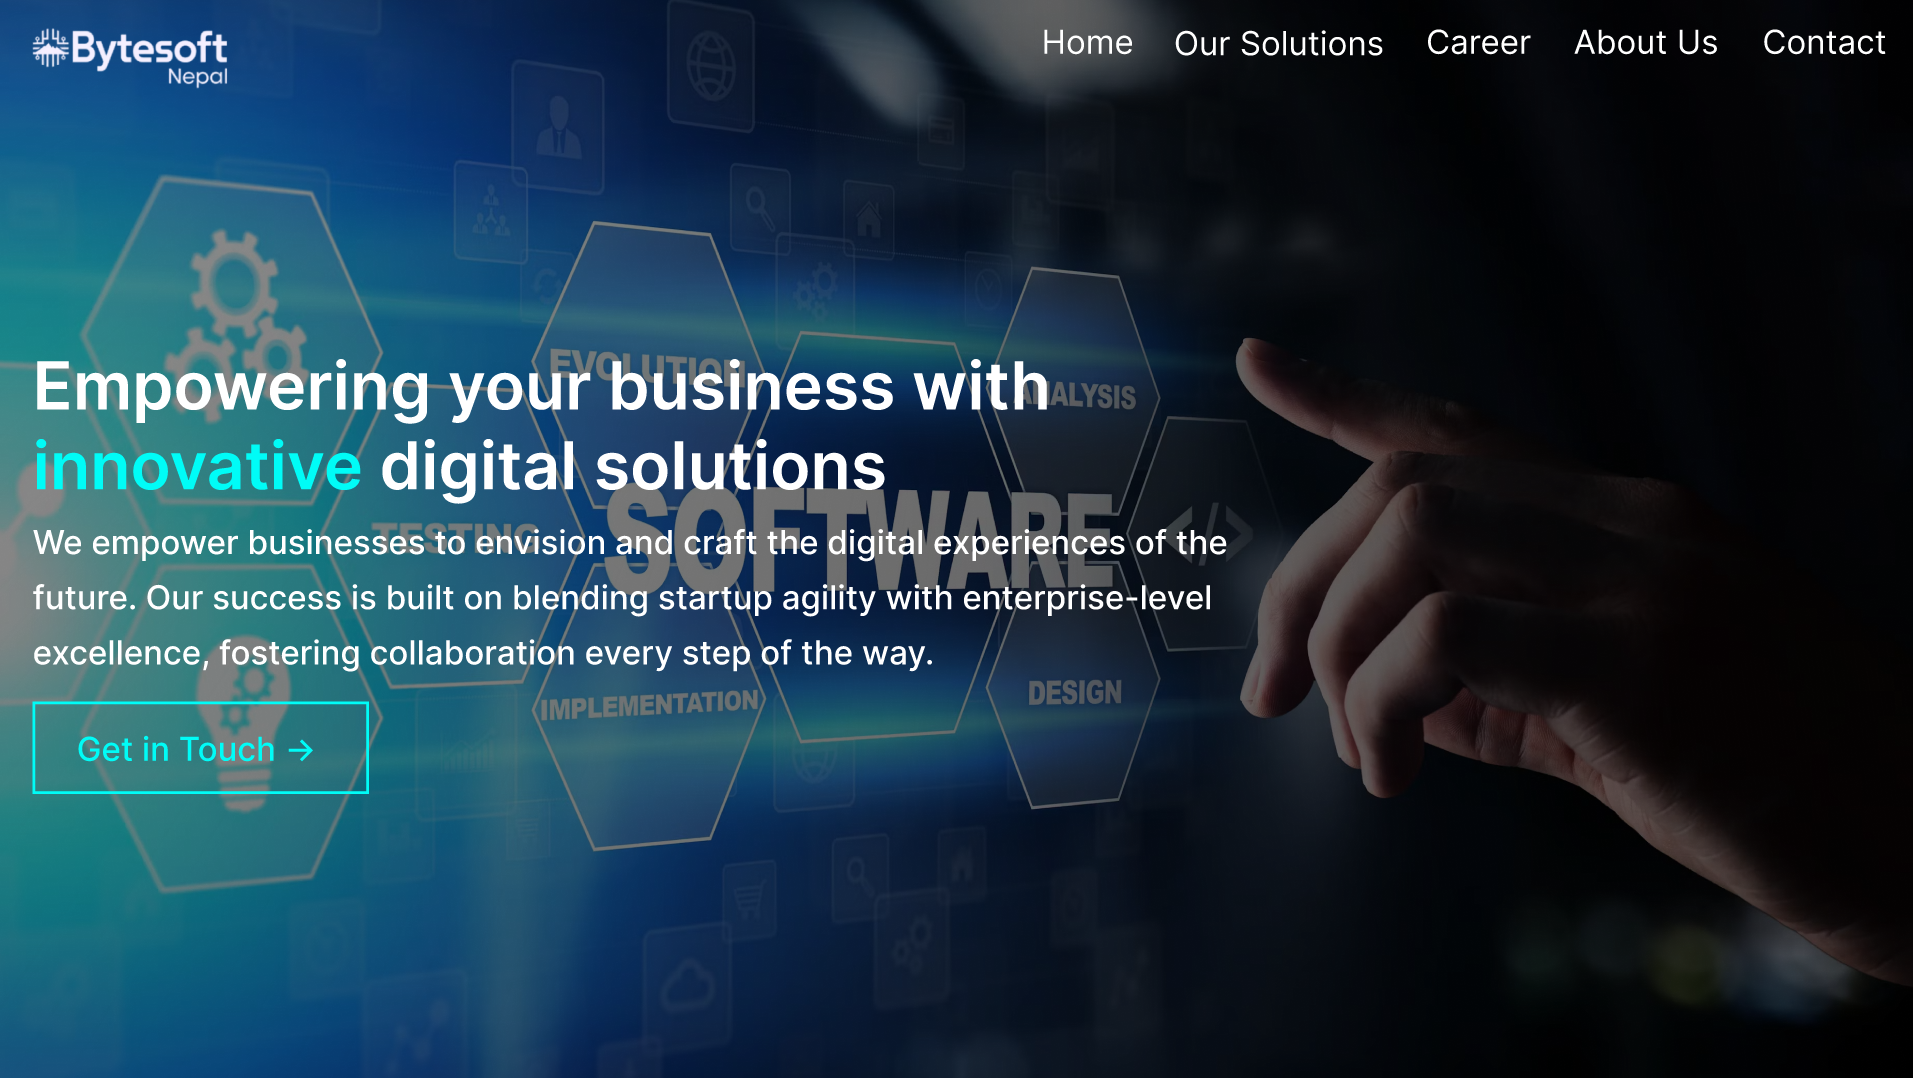 Bytesoft
Nepal
Home
Our Solutions
Career
About Us
Contact
EVOLUTION
ANALYSIS
Empowering your business with
innovative digital solutions
TESTING
SOFTWARE
</>
We empower businesses to envision and craft the digital experiences of the
future. Our success is built on blending startup agility with enterprise-level
excellence, fostering collaboration every step of the way.
IMPLEMENTATION
DESIGN
Get in Touch →